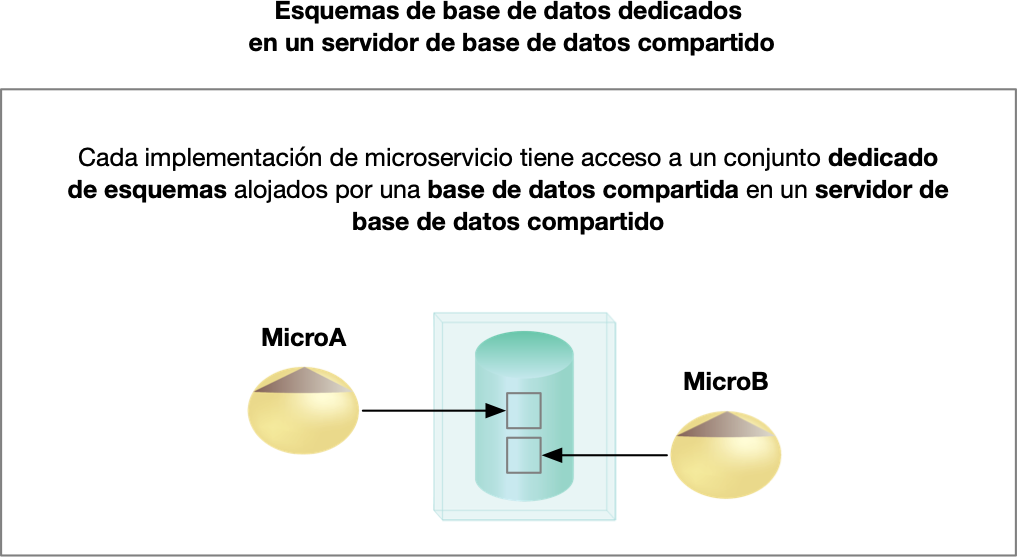 Esquemas de base de datos dedicados
en un servidor de base de datos compartido
Cada implementación de microservicio tiene acceso a un conjunto dedicado
de esquemas alojados por una base de datos compartida en un servidor de
base de datos compartido
MicroA
MicroB